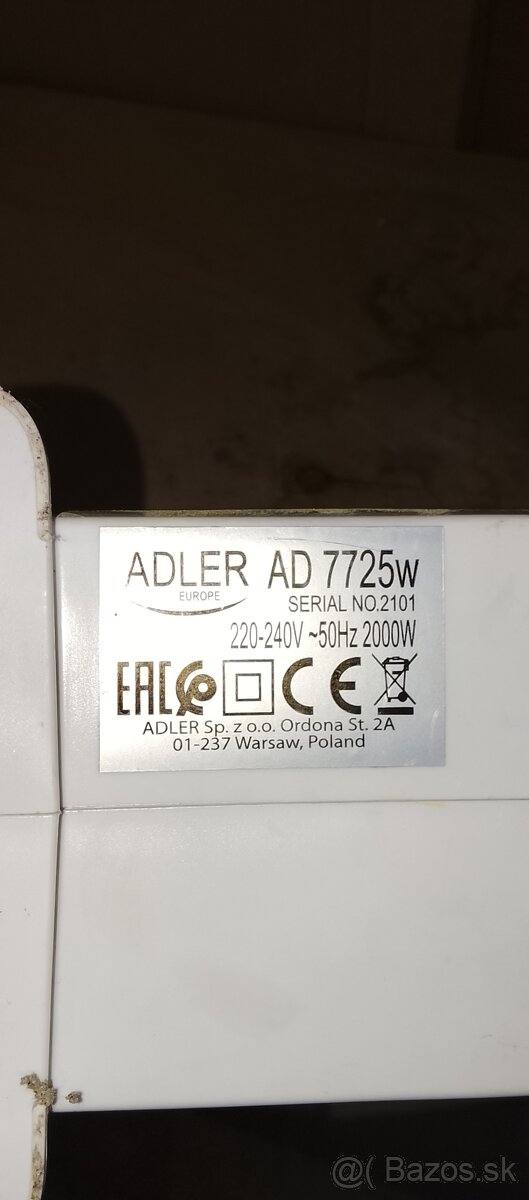 ADLER AD 7725w
EUROPE
SERIAL NO.2101
220-240V ~50Hz 2000W
EAC CE
ADLER Sp. z o.o. Ordona St. 2A
01-237 Warsaw, Poland
@( Bazos.sk